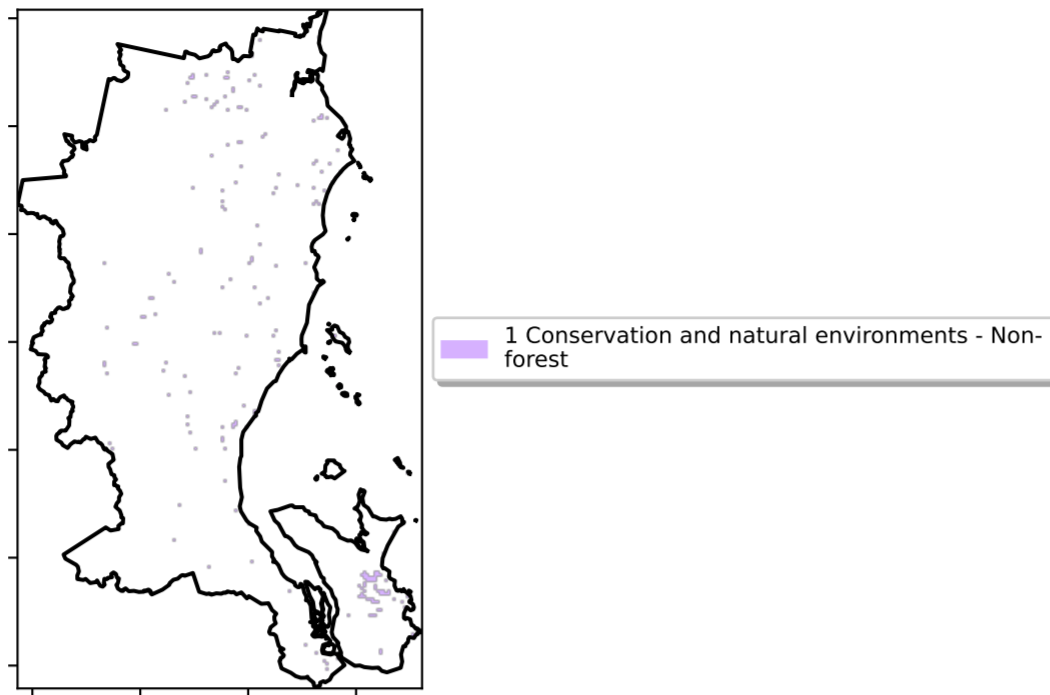 1 Conservation and natural environments - Non-
forest